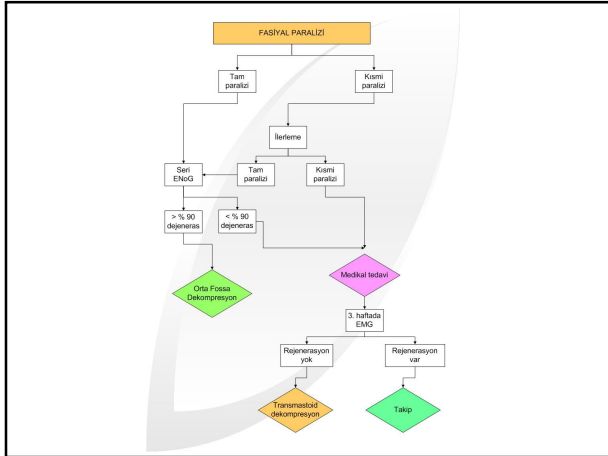 FASİYAL PARALİZİ
Tam
paralizi
Kısmi
paralizi
İlerleme
Seri
ENoG
Tam
paralizi
Kısmi
paralizi
> % 90
dejeneras
< % 90
dejeneras
Orta Fossa
Dekompresyon
Medikal tedavi
3. haftada
EMG
Rejenerasyon
yok
Rejenerasyon
var
Transmastoid
dekompresyon
Takip